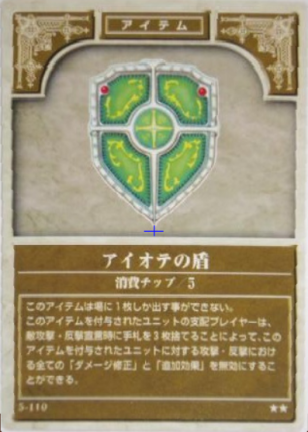 アイテム
アイオテの盾
消費チップ / 5
このアイテムは場に1枚しか出す事ができない。
このアイテムを付与されたユニットの支配プレイヤーは、
敵攻撃・反撃宣言時に手札を1枚捨てることによって、この
アイテムを付与されたユニットに対する攻撃・反撃におけ
る全ての「ダメージ修正」と「追加効果」を無効にするこ
とができる。
5-110
★★